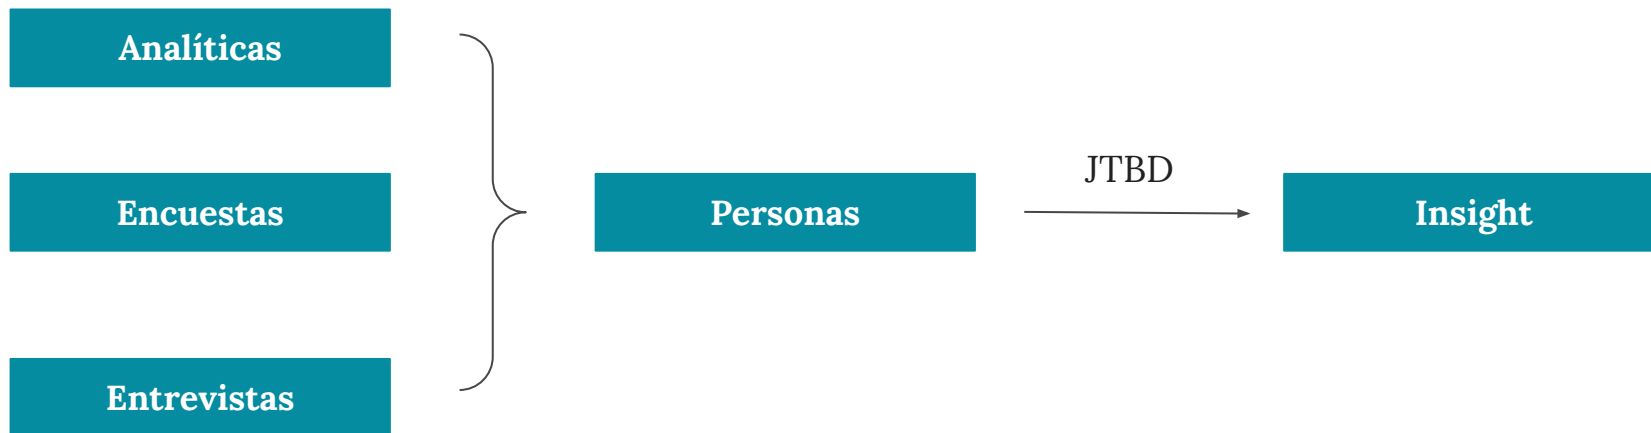 Analíticas
Encuestas
Entrevistas
Personas
JTBD
Insight